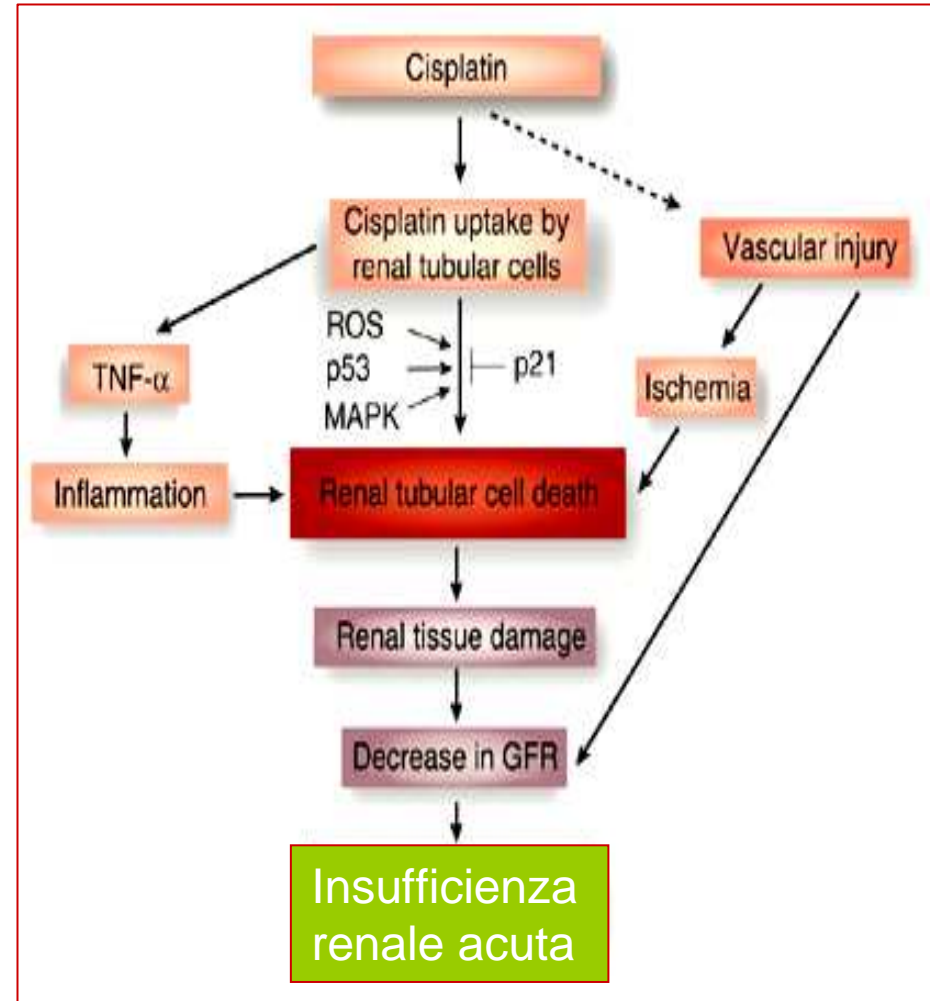 Cisplatin
Cisplatin uptake by
renal tubular cells
Vascular injury
ROS
p53
MAPK
p21
TNF-α
Ischemia
Inflammation
Renal tubular cell death
Renal tissue damage
Decrease in GFR
Insufficienza
renale acuta